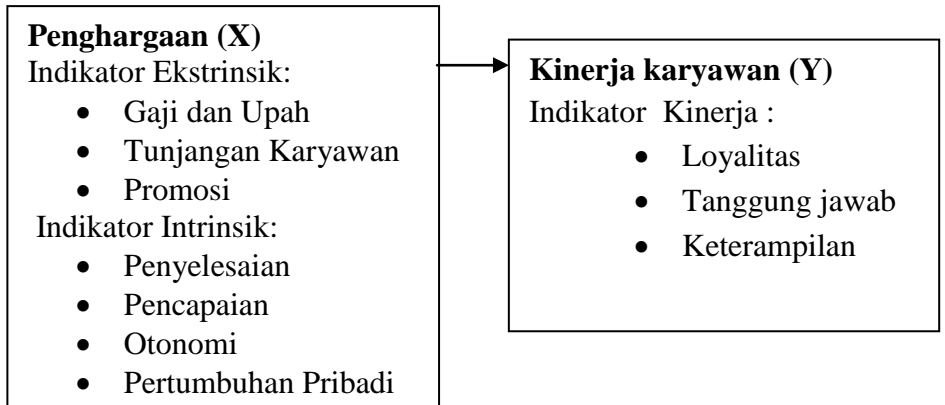 Penghargaan (X)
Indikator Ekstrinsik:
• Gaji dan Upah
• Tunjangan Karyawan
• Promosi
Indikator Intrinsik:
• Penyelesaian
• Pencapaian
• Otonomi
• Pertumbuhan Pribadi
Kinerja karyawan (Y)
Indikator Kinerja :
• Loyalitas
• Tanggung jawab
• Keterampilan